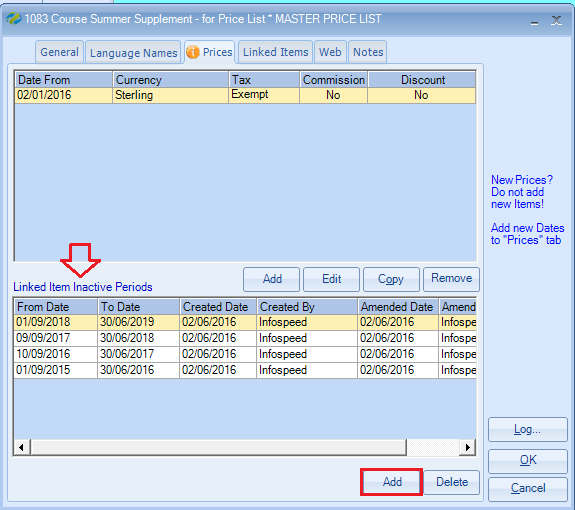 1083 Course Summer Supplement - for Price List * MASTER PRICE LIST
General Language Names Prices Linked Items Web Notes
Date From Currency Tax Commission Discount
02/01/2016 Sterling Exempt No No
New Prices?
Do not add
new Items!
Add new Dates
to "Prices" tab
Add Edit Copy Remove
Linked Item Inactive Periods
From Date To Date Created Date Created By Amended Date Amend
01/09/2018 30/06/2019 02/06/2016 Infospeed 02/06/2016 Infospe
09/09/2017 30/06/2018 02/06/2016 Infospeed 02/06/2016 Infospe
10/09/2016 30/06/2017 02/06/2016 Infospeed 02/06/2016 Infospe
01/09/2015 30/06/2016 02/06/2016 Infospeed 02/06/2016 Infospe
Log...
OK
Add Delete
Cancel